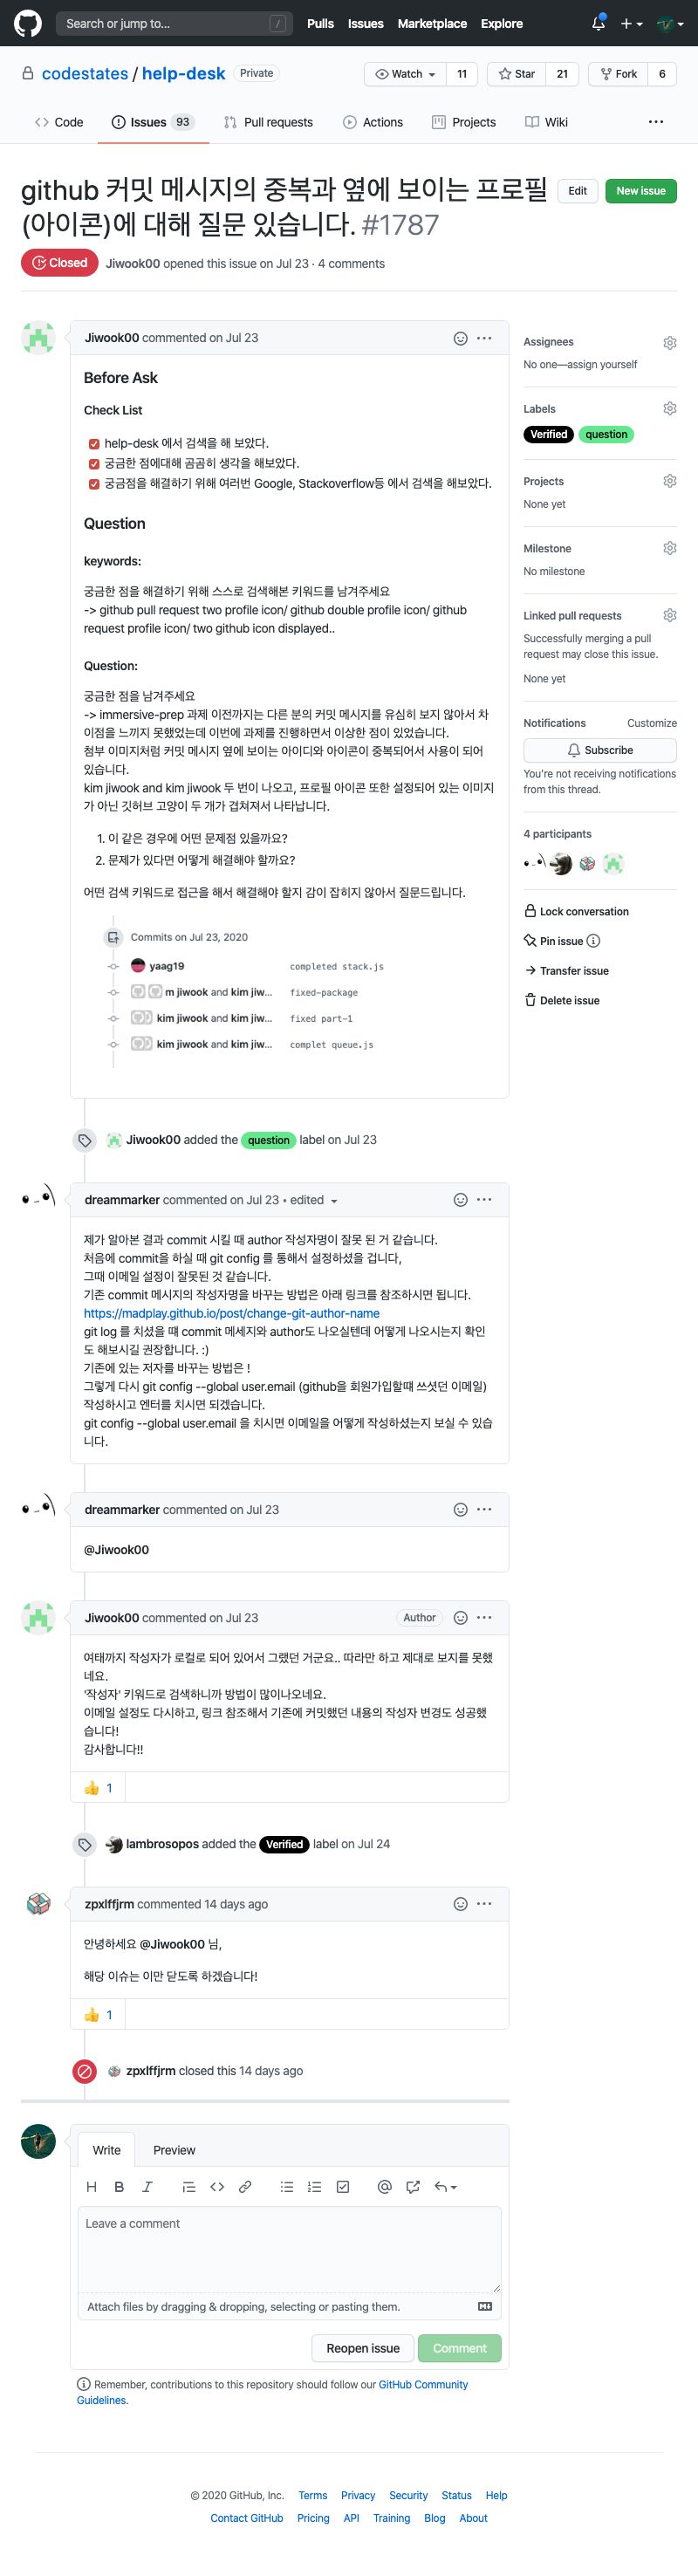 Search or jump to...
/
Pulls Issues Marketplace Explore
codestates / help-desk Private
Watch 11 Star 21 Fork 6
Code Issues 93 Pull requests Actions Projects Wiki
github 커밋 메시지의 중복과 옆에 보이는 프로필
(아이콘)에 대해 질문 있습니다. #1787
Edit New issue
Closed Jiwook00 opened this issue on Jul 23 · 4 comments
Jiwook00 commented on Jul 23
Before Ask
Check List
help-desk 에서 검색을 해 보았다.
궁금한 점에대해 곰곰히 생각을 해보았다.
궁금점을 해결하기 위해 여러번 Google, Stackoverflow등 에서 검색을 해보았다.
Question
keywords:
궁금한 점을 해결하기 위해 스스로 검색해본 키워드를 남겨주세요
-> github pull request two profile icon/ github double profile icon/ github
request profile icon/ two github icon displayed..
Question:
궁금한 점을 남겨주세요
-> immersive-prep 과제 이전까지는 다른 분의 커밋 메시지를 유심히 보지 않아서 차
이점을 느끼지 못했었는데 이번에 과제를 진행하면서 이상한 점이 있었습니다.
첨부 이미지처럼 커밋 메시지 옆에 보이는 아이디와 아이콘이 중복되어서 사용이 되어
있습니다.
kim jiwook and kim jiwook 두 번이 나오고, 프로필 아이콘 또한 설정되어 있는 이미지
가 아닌 깃허브 고양이 두 개가 겹쳐져서 나타납니다.
1. 이 같은 경우에 어떤 문제점 있을까요?
2. 문제가 있다면 어떻게 해결해야 할까요?
어떤 검색 키워드로 접근을 해서 해결해야 할지 감이 잡히지 않아서 질문드립니다.
Commits on Jul 23, 2020
yaag19 completed stack.js
m jiwook and kim jiw... fixed-package
kim jiwook and kim jiw... fixed part-1
kim jiwook and kim jiw... complet queue.js
Jiwook00 added the question label on Jul 23
dreammarker commented on Jul 23 • edited
제가 알아본 결과 commit 시킬 때 author 작성자명이 잘못 된 거 같습니다.
처음에 commit을 하실 때 git config 를 통해서 설정하셨을 겁니다,
그때 이메일 설정이 잘못된 것 같습니다.
기존 commit 메시지의 작성자명을 바꾸는 방법은 아래 링크를 참조하시면 됩니다.
https://madplay.github.io/post/change-git-author-name
git log 를 치셨을 떄 commit 메세지와 author도 나오실텐데 어떻게 나오시는지 확인
도 해보시길 권장합니다. :)
기존에 있는 저자를 바꾸는 방법은 !
그렇게 다시 git config --global user.email (github을 회원가입할떄 쓰셧던 이메일)
작성하시고 엔터를 치시면 되겠습니다.
git config --global user.email 을 치시면 이메일을 어떻게 작성하셨는지 보실 수 있습
니다.
dreammarker commented on Jul 23
@Jiwook00
Jiwook00 commented on Jul 23 Author
여태까지 작성자가 로컬로 되어 있어서 그랬던 거군요.. 따라만 하고 제대로 보지를 못했
네요.
'작성자' 키워드로 검색하니까 방법이 많이나오네요.
이메일 설정도 다시하고, 링크 참조해서 기존에 커밋했던 내용의 작성자 변경도 성공했
습니다!
감사합니다!!
1
lambrosopos added the Verified label on Jul 24
zpxlffjrm commented 14 days ago
안녕하세요 @Jiwook00 님,
해당 이슈는 이만 닫도록 하겠습니다!
1
zpxlffjrm closed this 14 days ago
Write Preview
Leave a comment
Attach files by dragging & dropping, selecting or pasting them.
Reopen issue Comment
Remember, contributions to this repository should follow our GitHub Community
Guidelines.
Assignees
No one—assign yourself
Labels
Verified question
Projects
None yet
Milestone
No milestone
Linked pull requests
Successfully merging a pull
request may close this issue.
None yet
Notifications Customize
Subscribe
You're not receiving notifications
from this thread.
4 participants
Lock conversation
Pin issue
Transfer issue
Delete issue
© 2020 GitHub, Inc. Terms Privacy Security Status Help
Contact GitHub Pricing API Training Blog About